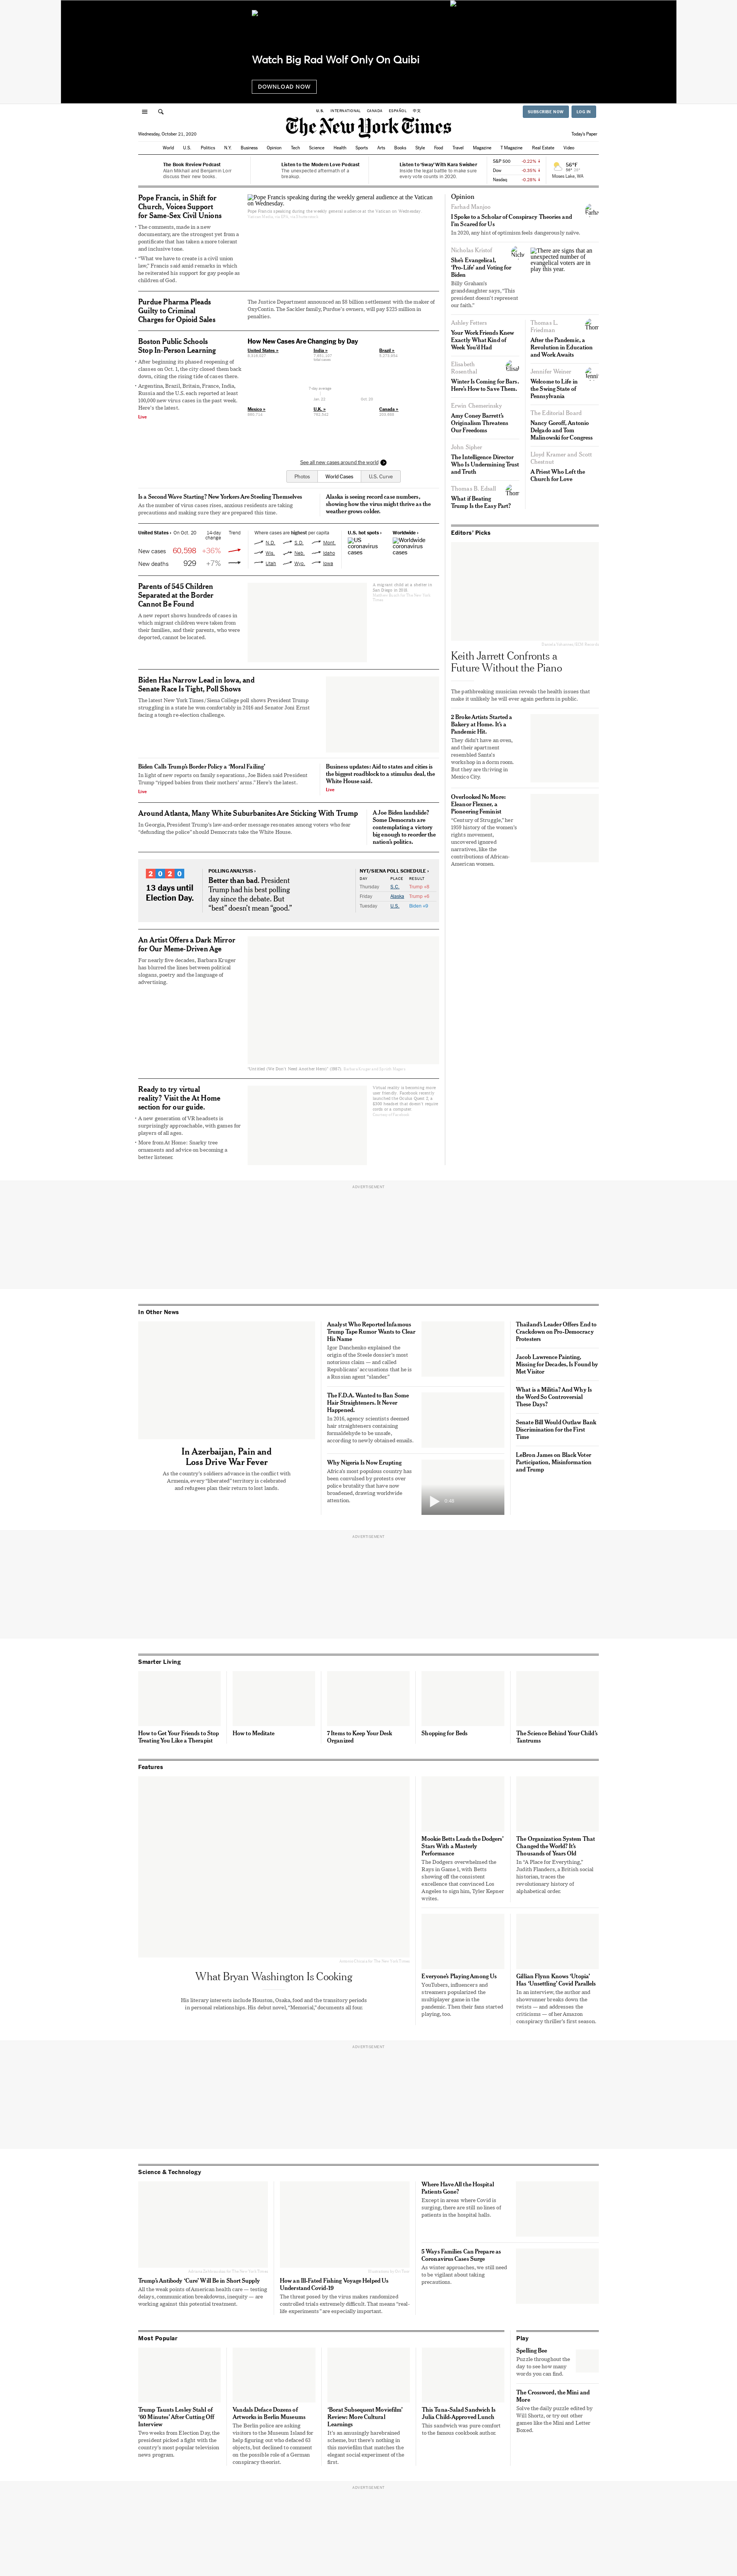 Watch Big Rad Wolf Only On Quibi
DOWNLOAD NOW
U.S. INTERNATIONAL CANADA ESPAÑOL 中文
SUBSCRIBE NOW LOG IN
The New York Times
Wednesday, October 21, 2020
Today's Paper
World U.S. Politics N.Y. Business Opinion Tech Science Health Sports Arts Books Style Food Travel Magazine T Magazine Real Estate Video
The Book Review Podcast
discuss their new books.
Listen to the Modern Love Podcast
The unexpected aftermath of a
breakup.
Listen to 'Sway' With Kara Swisher
Inside the legal battle to make sure
every vote counts in 2020.
S&P 500 -0.22% ↓
Dow -0.35% ↓
Nasdaq -0.28% ↓
56°F
Moses Lake, WA
Pope Francis, in Shift for
Church, Voices Support
for Same-Sex Civil Unions
The comments, made in a new
documentary, are the strongest yet from a
pontificate that has taken a more tolerant
and inclusive tone.
"What we have to create is a civil union
law," Francis said amid remarks in which
he reiterated his support for gay people as
children of God.
Pope Francis speaking during the weekly general audience at the Vatican
on Wednesday.
Pope Francis speaking during the weekly general audience at the Vatican on Wednesday.
Purdue Pharma Pleads
Guilty to Criminal
Charges for Opioid Sales
The Justice Department announced an $8 billion settlement with the maker of
OxyContin. The Sackler family, Purdue's owners, will pay $225 million in
penalties.
Boston Public Schools
Stop In-Person Learning
After beginning its phased reopening of
classes on Oct. 1, the city closed them back
down, citing the rising tide of cases there.
Argentina, Brazil, Britain, France, India,
Russia and the U.S. each reported at least
100,000 new virus cases in the past week.
Here's the latest.
Live
How New Cases Are Changing by Day
United States »
India »
Brazil »
7-day average
Mexico »
U.K. »
Canada »
See all new cases around the world
Photos World Cases U.S. Curve
Is a Second Wave Starting? New Yorkers Are Steeling Themselves
As the number of virus cases rises, anxious residents are taking
precautions and making sure they are prepared this time.
Alaska is seeing record case numbers,
showing how the virus might thrive as the
weather grows colder.
United States › On Oct. 20 14-day
change Trend
New cases 60,598 +36%
New deaths 929 +7%
Where cases are highest per capita
N.D. S.D. Mont.
Wis. Neb. Idaho
Utah Wyo. Iowa
U.S. hot spots ›
US
coronavirus
cases
Worldwide ›
Worldwide
coronavirus
cases
Parents of 545 Children
Separated at the Border
Cannot Be Found
A new report shows hundreds of cases in
which migrant children were taken from
their families, and their parents, who were
deported, cannot be located.
A migrant child at a shelter in
San Diego in 2018.
Biden Has Narrow Lead in Iowa, and
Senate Race Is Tight, Poll Shows
The latest New York Times/Siena College poll shows President Trump
struggling in a state he won comfortably in 2016 and Senator Joni Ernst
facing a tough re-election challenge.
Biden Calls Trump's Border Policy a 'Moral Failing'
In light of new reports on family separations, Joe Biden said President
Trump "ripped babies from their mothers' arms." Here's the latest.
Live
Business updates: Aid to states and cities is
the biggest roadblock to a stimulus deal, the
White House said.
Live
Around Atlanta, Many White Suburbanites Are Sticking With Trump
In Georgia, President Trump's law-and-order message resonates among voters who fear
"defunding the police" should Democrats take the White House.
A Joe Biden landslide?
Some Democrats are
contemplating a victory
big enough to reorder the
nation's politics.
2 0 2 0
13 days until
Election Day.
POLLING ANALYSIS ›
Better than bad. President
Trump had his best polling
day since the debate. But
"best" doesn't mean "good."
NYT/SIENA POLL SCHEDULE ›
DAY PLACE RESULT
Thursday S.C. Trump +8
Friday Alaska Trump +6
Tuesday U.S. Biden +9
An Artist Offers a Dark Mirror
for Our Meme-Driven Age
For nearly five decades, Barbara Kruger
has blurred the lines between political
slogans, poetry and the language of
advertising.
Ready to try virtual
reality? Visit the At Home
section for our guide.
A new generation of VR headsets is
surprisingly approachable, with games for
players of all ages.
More from At Home: Snarky tree
ornaments and advice on becoming a
better listener.
Virtual reality is becoming more
user friendly. Facebook recently
launched the Oculus Quest 2, a
$300 headset that doesn't require
cords or a computer.
Opinion
Farhad Manjoo
I Spoke to a Scholar of Conspiracy Theories and
I'm Scared for Us
In 2020, any hint of optimism feels dangerously naïve.
Nicholas Kristof
She's Evangelical,
'Pro-Life' and Voting for
Biden
Billy Graham's
granddaughter says, "This
president doesn't represent
our faith."
There are signs that an
unexpected number of
evangelical voters are in
play this year.
Ashley Fetters
Your Work Friends Knew
Exactly What Kind of
Week You'd Had
Elisabeth
Rosenthal
Winter Is Coming for Bars.
Here's How to Save Them.
Erwin Chemerinsky
Amy Coney Barrett's
Originalism Threatens
Our Freedoms
John Sipher
The Intelligence Director
Who Is Undermining Trust
and Truth
Thomas B. Edsall
What if Beating
Trump Is the Easy Part?
Thomas L.
Friedman
After the Pandemic, a
Revolution in Education
and Work Awaits
Jennifer Weiner
Welcome to Life in
the Swing State of
Pennsylvania
The Editorial Board
Nancy Goroff, Antonio
Delgado and Tom
Malinowski for Congress
Lloyd Kramer and Scott
Chestnut
A Priest Who Left the
Church for Love
Editors' Picks
Keith Jarrett Confronts a
Future Without the Piano
The pathbreaking musician reveals the health issues that
make it unlikely he will ever again perform in public.
2 Broke Artists Started a
Bakery at Home. It's a
Pandemic Hit.
They didn't have an oven,
and their apartment
resembled Santa's
workshop in a dorm room.
But they are thriving in
Mexico City.
Overlooked No More:
Eleanor Flexner, a
Pioneering Feminist
"Century of Struggle," her
1959 history of the women's
rights movement,
uncovered ignored
narratives, like the
contributions of African-
American women.
ADVERTISEMENT
In Other News
In Azerbaijan, Pain and
Loss Drive War Fever
As the country's soldiers advance in the conflict with
Armenia, every "liberated" territory is celebrated
and refugees plan their return to lost lands.
Analyst Who Reported Infamous
Trump Tape Rumor Wants to Clear
His Name
Igor Danchenko explained the
origin of the Steele dossier's most
notorious claim — and called
Republicans' accusations that he is
a Russian agent "slander."
The F.D.A. Wanted to Ban Some
Hair Straighteners. It Never
Happened.
In 2016, agency scientists deemed
hair straighteners containing
formaldehyde to be unsafe,
according to newly obtained emails.
Why Nigeria Is Now Erupting
Africa's most populous country has
been convulsed by protests over
police brutality that have now
broadened, drawing worldwide
attention.
Thailand's Leader Offers End to
Crackdown on Pro-Democracy
Protesters
Jacob Lawrence Painting,
Missing for Decades, Is Found by
Met Visitor
What is a Militia? And Why Is
the Word So Controversial
These Days?
Senate Bill Would Outlaw Bank
Discrimination for the First
Time
LeBron James on Black Voter
Participation, Misinformation
and Trump
ADVERTISEMENT
Smarter Living
How to Get Your Friends to Stop
Treating You Like a Therapist
How to Meditate
7 Items to Keep Your Desk
Organized
Shopping for Beds
The Science Behind Your Child's
Tantrums
Features
What Bryan Washington Is Cooking
His literary interests include Houston, Osaka, food and the transitory periods
in personal relationships. His debut novel, "Memorial," documents all four.
Mookie Betts Leads the Dodgers'
Stars With a Masterly
Performance
The Dodgers overwhelmed the
Rays in Game 1, with Betts
showing off the consistent
excellence that convinced Los
Angeles to sign him, Tyler Kepner
writes.
The Organization System That
Changed the World? It's
Thousands of Years Old
In "A Place for Everything,"
Judith Flanders, a British social
historian, traces the
revolutionary history of
alphabetical order.
Everyone's Playing Among Us
YouTubers, influencers and
streamers popularized the
multiplayer game in the
pandemic. Then their fans started
playing, too.
Gillian Flynn Knows 'Utopia'
Has 'Unsettling' Covid Parallels
In an interview, the author and
showrunner breaks down the
twists — and addresses the
criticisms — of her Amazon
conspiracy thriller's first season.
ADVERTISEMENT
Science & Technology
Trump's Antibody 'Cure' Will Be in Short Supply
All the weak points of American health care — testing
delays, communication breakdowns, inequity — are
working against this potential treatment.
How an Ill-Fated Fishing Voyage Helped Us
Understand Covid-19
The threat posed by the virus makes randomized
controlled trials extremely difficult. That means "real-
life experiments" are especially important.
Where Have All the Hospital
Patients Gone?
Except in areas where Covid is
surging, there are still no lines of
patients in the hospital halls.
5 Ways Families Can Prepare as
Coronavirus Cases Surge
As winter approaches, we still need
to be vigilant about taking
precautions.
Most Popular
Trump Taunts Lesley Stahl of
'60 Minutes' After Cutting Off
Interview
Two weeks from Election Day, the
president picked a fight with the
country's most popular television
news program.
Vandals Deface Dozens of
Artworks in Berlin Museums
The Berlin police are asking
visitors to the Museum Island for
help figuring out who defaced 63
objects, but declined to comment
on the possible role of a German
conspiracy theorist.
'Borat Subsequent Moviefilm'
Review: More Cultural
Learnings
It's an amusingly harebrained
scheme, but there's nothing in
this moviefilm that matches the
elegant social experiment of the
first.
This Tuna-Salad Sandwich Is
Julia Child-Approved Lunch
This sandwich was pure comfort
to the famous cookbook author.
Play
Spelling Bee
Puzzle throughout the
day to see how many
words you can find.
The Crossword, the Mini and
More
Solve the daily puzzle edited by
Will Shortz, or try out other
games like the Mini and Letter
Boxed.
ADVERTISEMENT